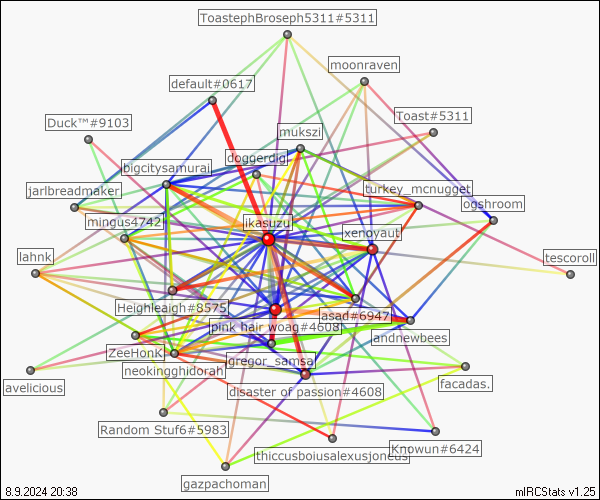 ToastephBroseph5311#5311
moonraven
default#0617
Toast#5311
Duck™#9103
mukszi
doggerdigi
bigcitysamurai
turkey_mcnugget
jarlbreadmaker
ogshroom
mingus4742
ikasuzu
xenoyaut
lahnk
tescoroll
Heighleaigh#8575
asad#6947
pink hair woag#4608
andnewbees
ZeeHonk
gregor_samsa
neokingghidorah
avelicious
disaster of passion#4608
facadas.
Random Stuf6#5983
Knowun#6424
thiccusboiusalexusjoneus
gazpachoman
8.9.2024 20:38
mIRCStats v1.25